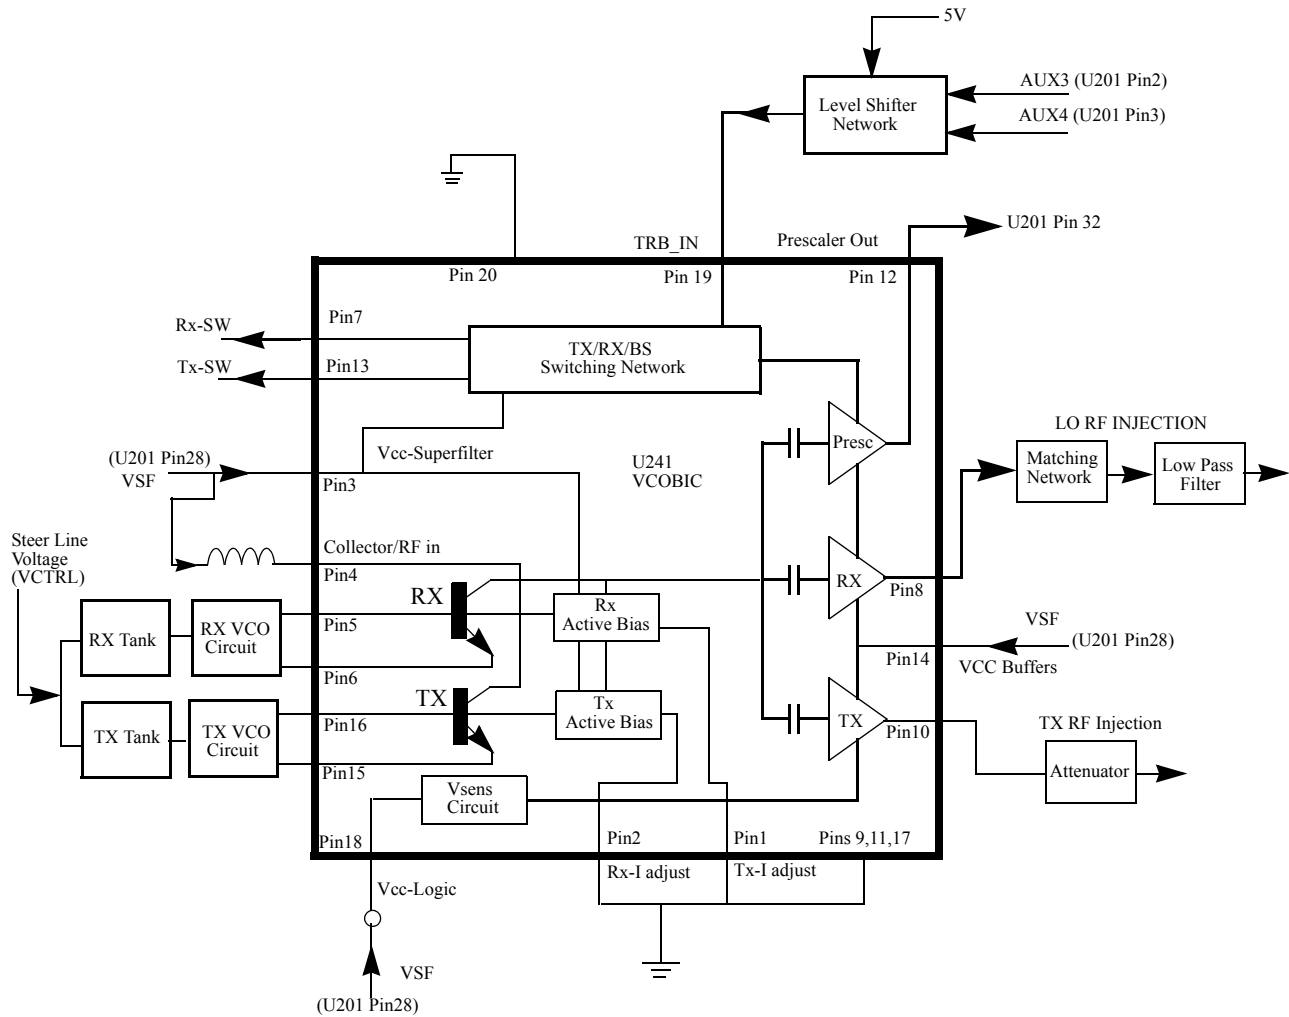 5V
AUX3 (U201 Pin2)
Level Shifter
Network
AUX4 (U201 Pin3)
U201 Pin 32
TRB_IN
Prescaler Out
Pin 20
Pin 19
Pin 12
Pin7
Rx-SW
TX/RX/BS
Switching Network
Tx-SW
Pin13
Presc
LO RF INJECTION
Matching
Network
Low Pass
Filter
(U201 Pin28)
VSF
Vcc-Superfilter
U241
VCOBIC
Pin3
Steer Line
Voltage
(VCTRL)
Collector/RF in
Pin4
RX
Rx
Active Bias
RX
Pin8
RX Tank
RX VCO
Circuit
Pin5
Pin6
VSF
(U201 Pin28)
Pin14
VCC Buffers
TX
Tx
Active Bias
TX
Pin10
TX RF Injection
TX Tank
TX VCO
Circuit
Pin16
Pin15
Attenuator
Vsens
Circuit
Pin18
Pin2
Pin1
Pins 9,11,17
Rx-I adjust
Tx-I adjust
Vcc-Logic
VSF
(U201 Pin28)